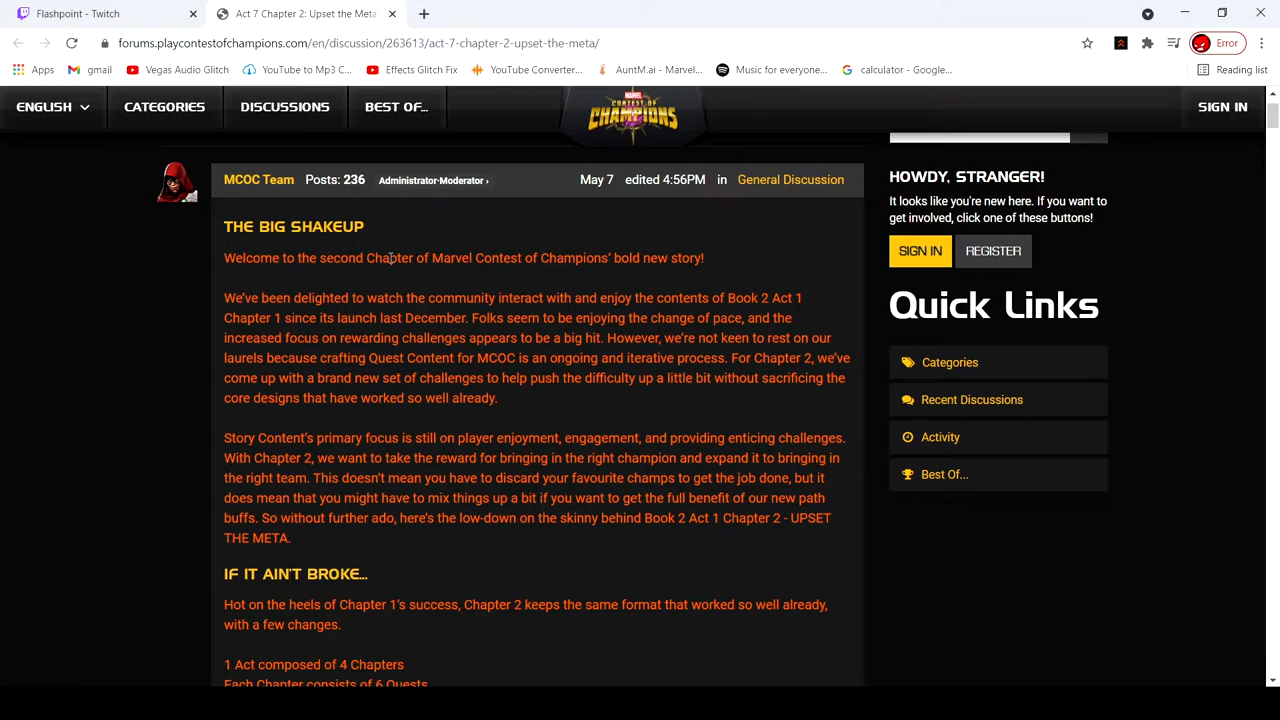 Flashpoint - Twitch
Act 7 Chapter 2: Upset the Meta
forums.playcontestofchampions.com/en/discussion/263613/act-7-chapter-2-upset-the-meta/
Error
Apps
gmail
Vegas Audio Glitch
YouTube to Mp3 C...
Effects Glitch Fix
YouTube Converter...
AuntM.ai - Marvel...
Music for everyone...
calculator - Google...
Reading list
ENGLISH
CATEGORIES
DISCUSSIONS
BEST OF...
MARVEL
CONTEST OF
CHAMPIONS
SIGN IN
MCOC Team Posts: 236 Administrator-Moderator › May 7 edited 4:56PM in General Discussion
THE BIG SHAKEUP
Welcome to the second Chapter of Marvel Contest of Champions' bold new story!
We've been delighted to watch the community interact with and enjoy the contents of Book 2 Act 1
Chapter 1 since its launch last December. Folks seem to be enjoying the change of pace, and the
increased focus on rewarding challenges appears to be a big hit. However, we're not keen to rest on our
laurels because crafting Quest Content for MCOC is an ongoing and iterative process. For Chapter 2, we've
come up with a brand new set of challenges to help push the difficulty up a little bit without sacrificing the
core designs that have worked so well already.
Story Content's primary focus is still on player enjoyment, engagement, and providing enticing challenges.
With Chapter 2, we want to take the reward for bringing in the right champion and expand it to bringing in
the right team. This doesn't mean you have to discard your favourite champs to get the job done, but it
does mean that you might have to mix things up a bit if you want to get the full benefit of our new path
buffs. So without further ado, here's the low-down on the skinny behind Book 2 Act 1 Chapter 2 - UPSET
THE META.
IF IT AIN'T BROKE...
Hot on the heels of Chapter 1's success, Chapter 2 keeps the same format that worked so well already,
with a few changes.
1 Act composed of 4 Chapters
Each Chapter consists of 6 Quests
HOWDY, STRANGER!
It looks like you're new here. If you want to
get involved, click one of these buttons!
SIGN IN
REGISTER
Quick Links
Categories
Recent Discussions
Activity
Best Of...